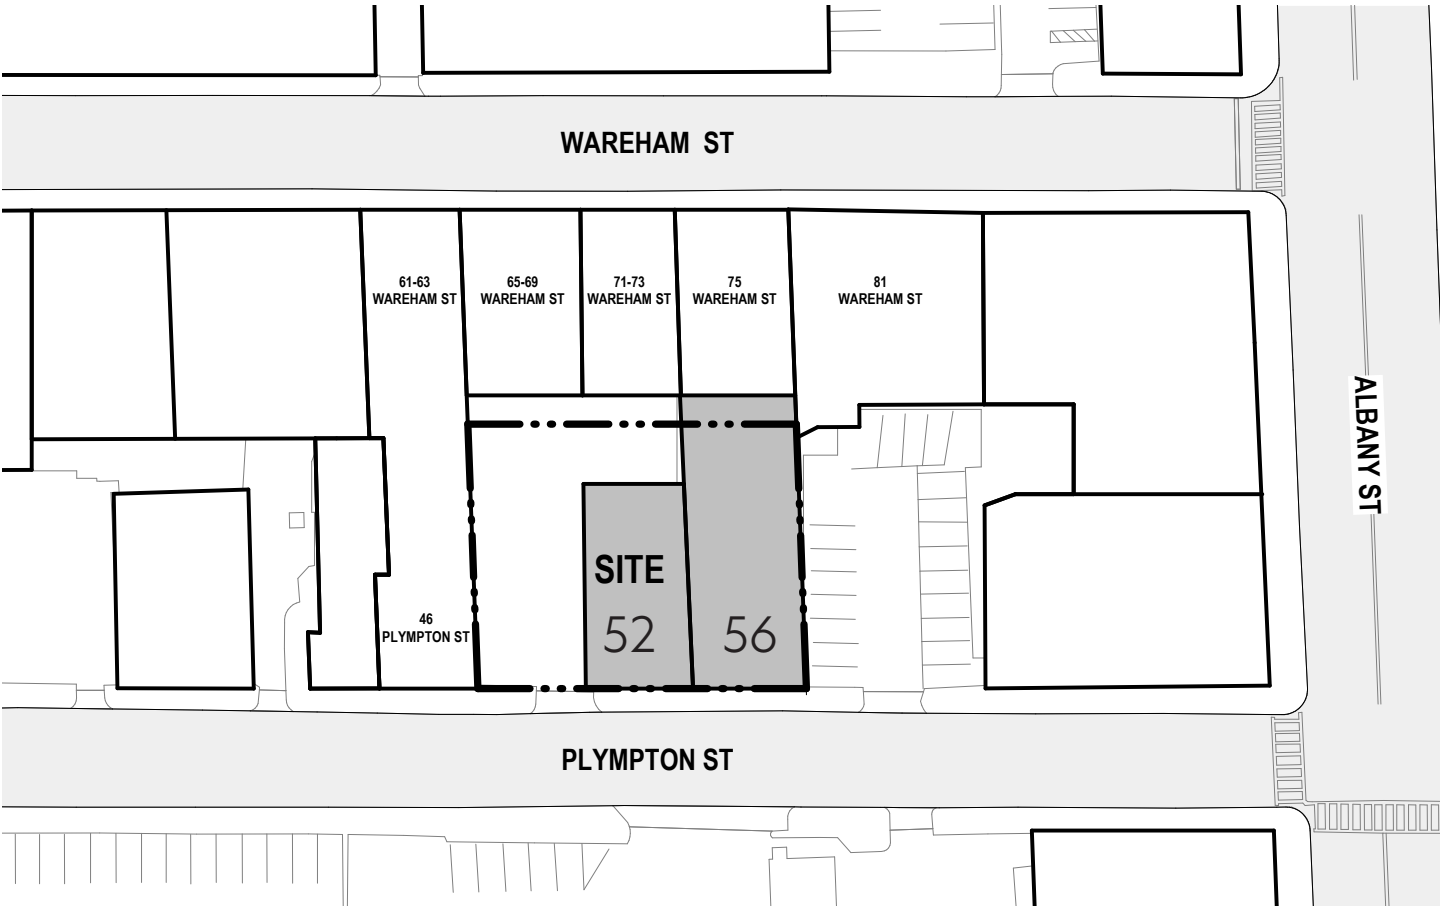 WAREHAM ST
61-63
WAREHAM ST
65-69
WAREHAM ST
71-73
WAREHAM ST
75
WAREHAM ST
81
WAREHAM ST
ALBANY ST
SITE
52
56
46
PLYMPTON ST
PLYMPTON ST